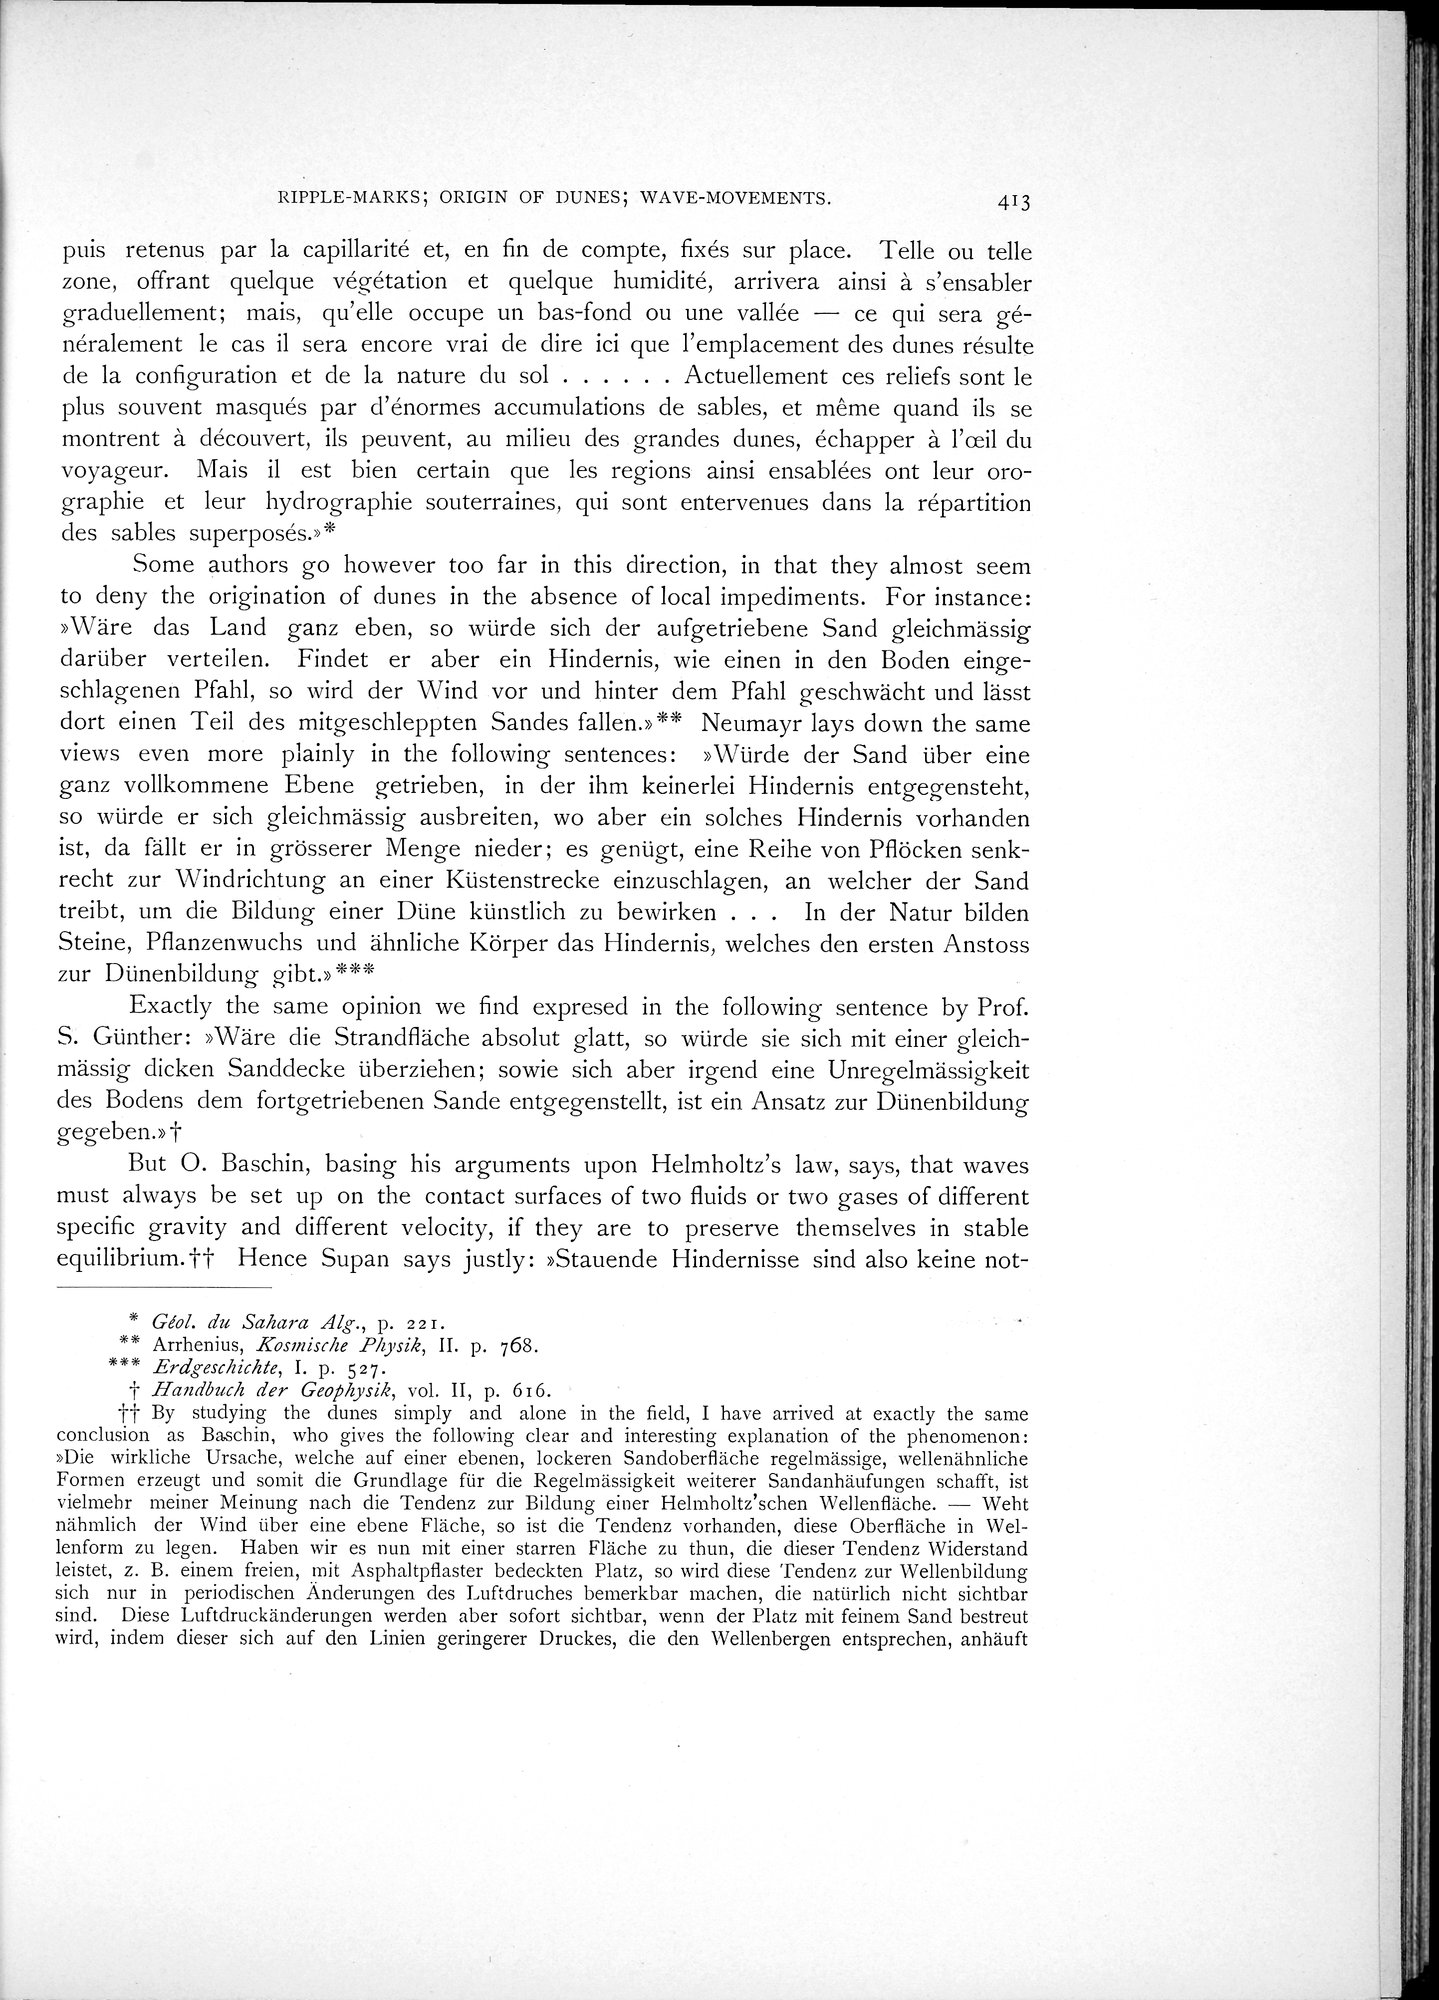 RIPPLE-MARKS; ORIGIN OF DUNES; WAVE-MOVEMENTS. 413
puis retenus par la capillarité et, en fin de compte, fixés sur place. Telle ou telle
zone, offrant quelque végétation et quelque humidité, arrivera ainsi à s'ensabler
graduellement; mais, qu'elle occupe un bas-fond ou une vallée — ce qui sera gé-
néralement le cas il sera encore vrai de dire ici que l'emplacement des dunes résulte
de la configuration et de la nature du sol . . . . . . Actuellement ces reliefs sont le
plus souvent masqués par d'énormes accumulations de sables, et même quand ils se
montrent à découvert, ils peuvent, au milieu des grandes dunes, échapper à l'œil du
voyageur. Mais il est bien certain que les regions ainsi ensablées ont leur oro-
graphie et leur hydrographie souterraines, qui sont entervenues dans la répartition
des sables superposés.»*
Some authors go however too far in this direction, in that they almost seem
to deny the origination of dunes in the absence of local impediments. For instance:
»Wäre das Land ganz eben, so würde sich der aufgetriebene Sand gleichmässig
darüber verteilen. Findet er aber ein Hindernis, wie einen in den Boden einge-
schlagenen Pfahl, so wird der Wind vor und hinter dem Pfahl geschwächt und lässt
dort einen Teil des mitgeschleppten Sandes fallen.»** Neumayr lays down the same
views even more plainly in the following sentences: »Würde der Sand über eine
ganz vollkommene Ebene getrieben, in der ihm keinerlei Hindernis entgegensteht,
so würde er sich gleichmässig ausbreiten, wo aber ein solches Hindernis vorhanden
ist, da fällt er in grösserer Menge nieder; es genügt, eine Reihe von Pflöcken senk-
recht zur Windrichtung an einer Küstenstrecke einzuschlagen, an welcher der Sand
treibt, um die Bildung einer Düne künstlich zu bewirken . . . In der Natur bilden
Steine, Pflanzenwuchs und ähnliche Körper das Hindernis, welches den ersten Anstoss
zur Dünenbildung gibt.»***
Exactly the same opinion we find expresed in the following sentence by Prof.
S. Günther: »Wäre die Strandfläche absolut glatt, so würde sie sich mit einer gleich-
mässig dicken Sanddecke überziehen; sowie sich aber irgend eine Unregelmässigkeit
des Bodens dem fortgetriebenen Sande entgegenstellt, ist ein Ansatz zur Dünenbildung
gegeben.»†
But O. Baschin, basing his arguments upon Helmholtz's law, says, that waves
must always be set up on the contact surfaces of two fluids or two gases of different
specific gravity and different velocity, if they are to preserve themselves in stable
equilibrium.†† Hence Supan says justly: »Stauende Hindernisse sind also keine not-
* Géol. du Sahara Alg., p. 221.
** Arrhenius, Kosmische Physik, II. p. 768.
*** Erdgeschichte, I. p. 527.
† Handbuch der Geophysik, vol. II, p. 616.
†† By studying the dunes simply and alone in the field, I have arrived at exactly the same
conclusion as Baschin, who gives the following clear and interesting explanation of the phenomenon:
»Die wirkliche Ursache, welche auf einer ebenen, lockeren Sandoberfläche regelmässige, wellenähnliche
Formen erzeugt und somit die Grundlage für die Regelmässigkeit weiterer Sandanhäufungen schafft, ist
vielmehr meiner Meinung nach die Tendenz zur Bildung einer Helmholtz'schen Wellenfläche. — Weht
nähmlich der Wind über eine ebene Fläche, so ist die Tendenz vorhanden, diese Oberfläche in Wel-
lenform zu legen. Haben wir es nun mit einer starren Fläche zu thun, die dieser Tendenz Widerstand
leistet, z. B. einem freien, mit Asphaltpflaster bedeckten Platz, so wird diese Tendenz zur Wellenbildung
sich nur in periodischen Änderungen des Luftdruches bemerkbar machen, die natürlich nicht sichtbar
sind. Diese Luftdruckänderungen werden aber sofort sichtbar, wenn der Platz mit feinem Sand bestreut
wird, indem dieser sich auf den Linien geringerer Druckes, die den Wellenbergen entsprechen, anhäuft